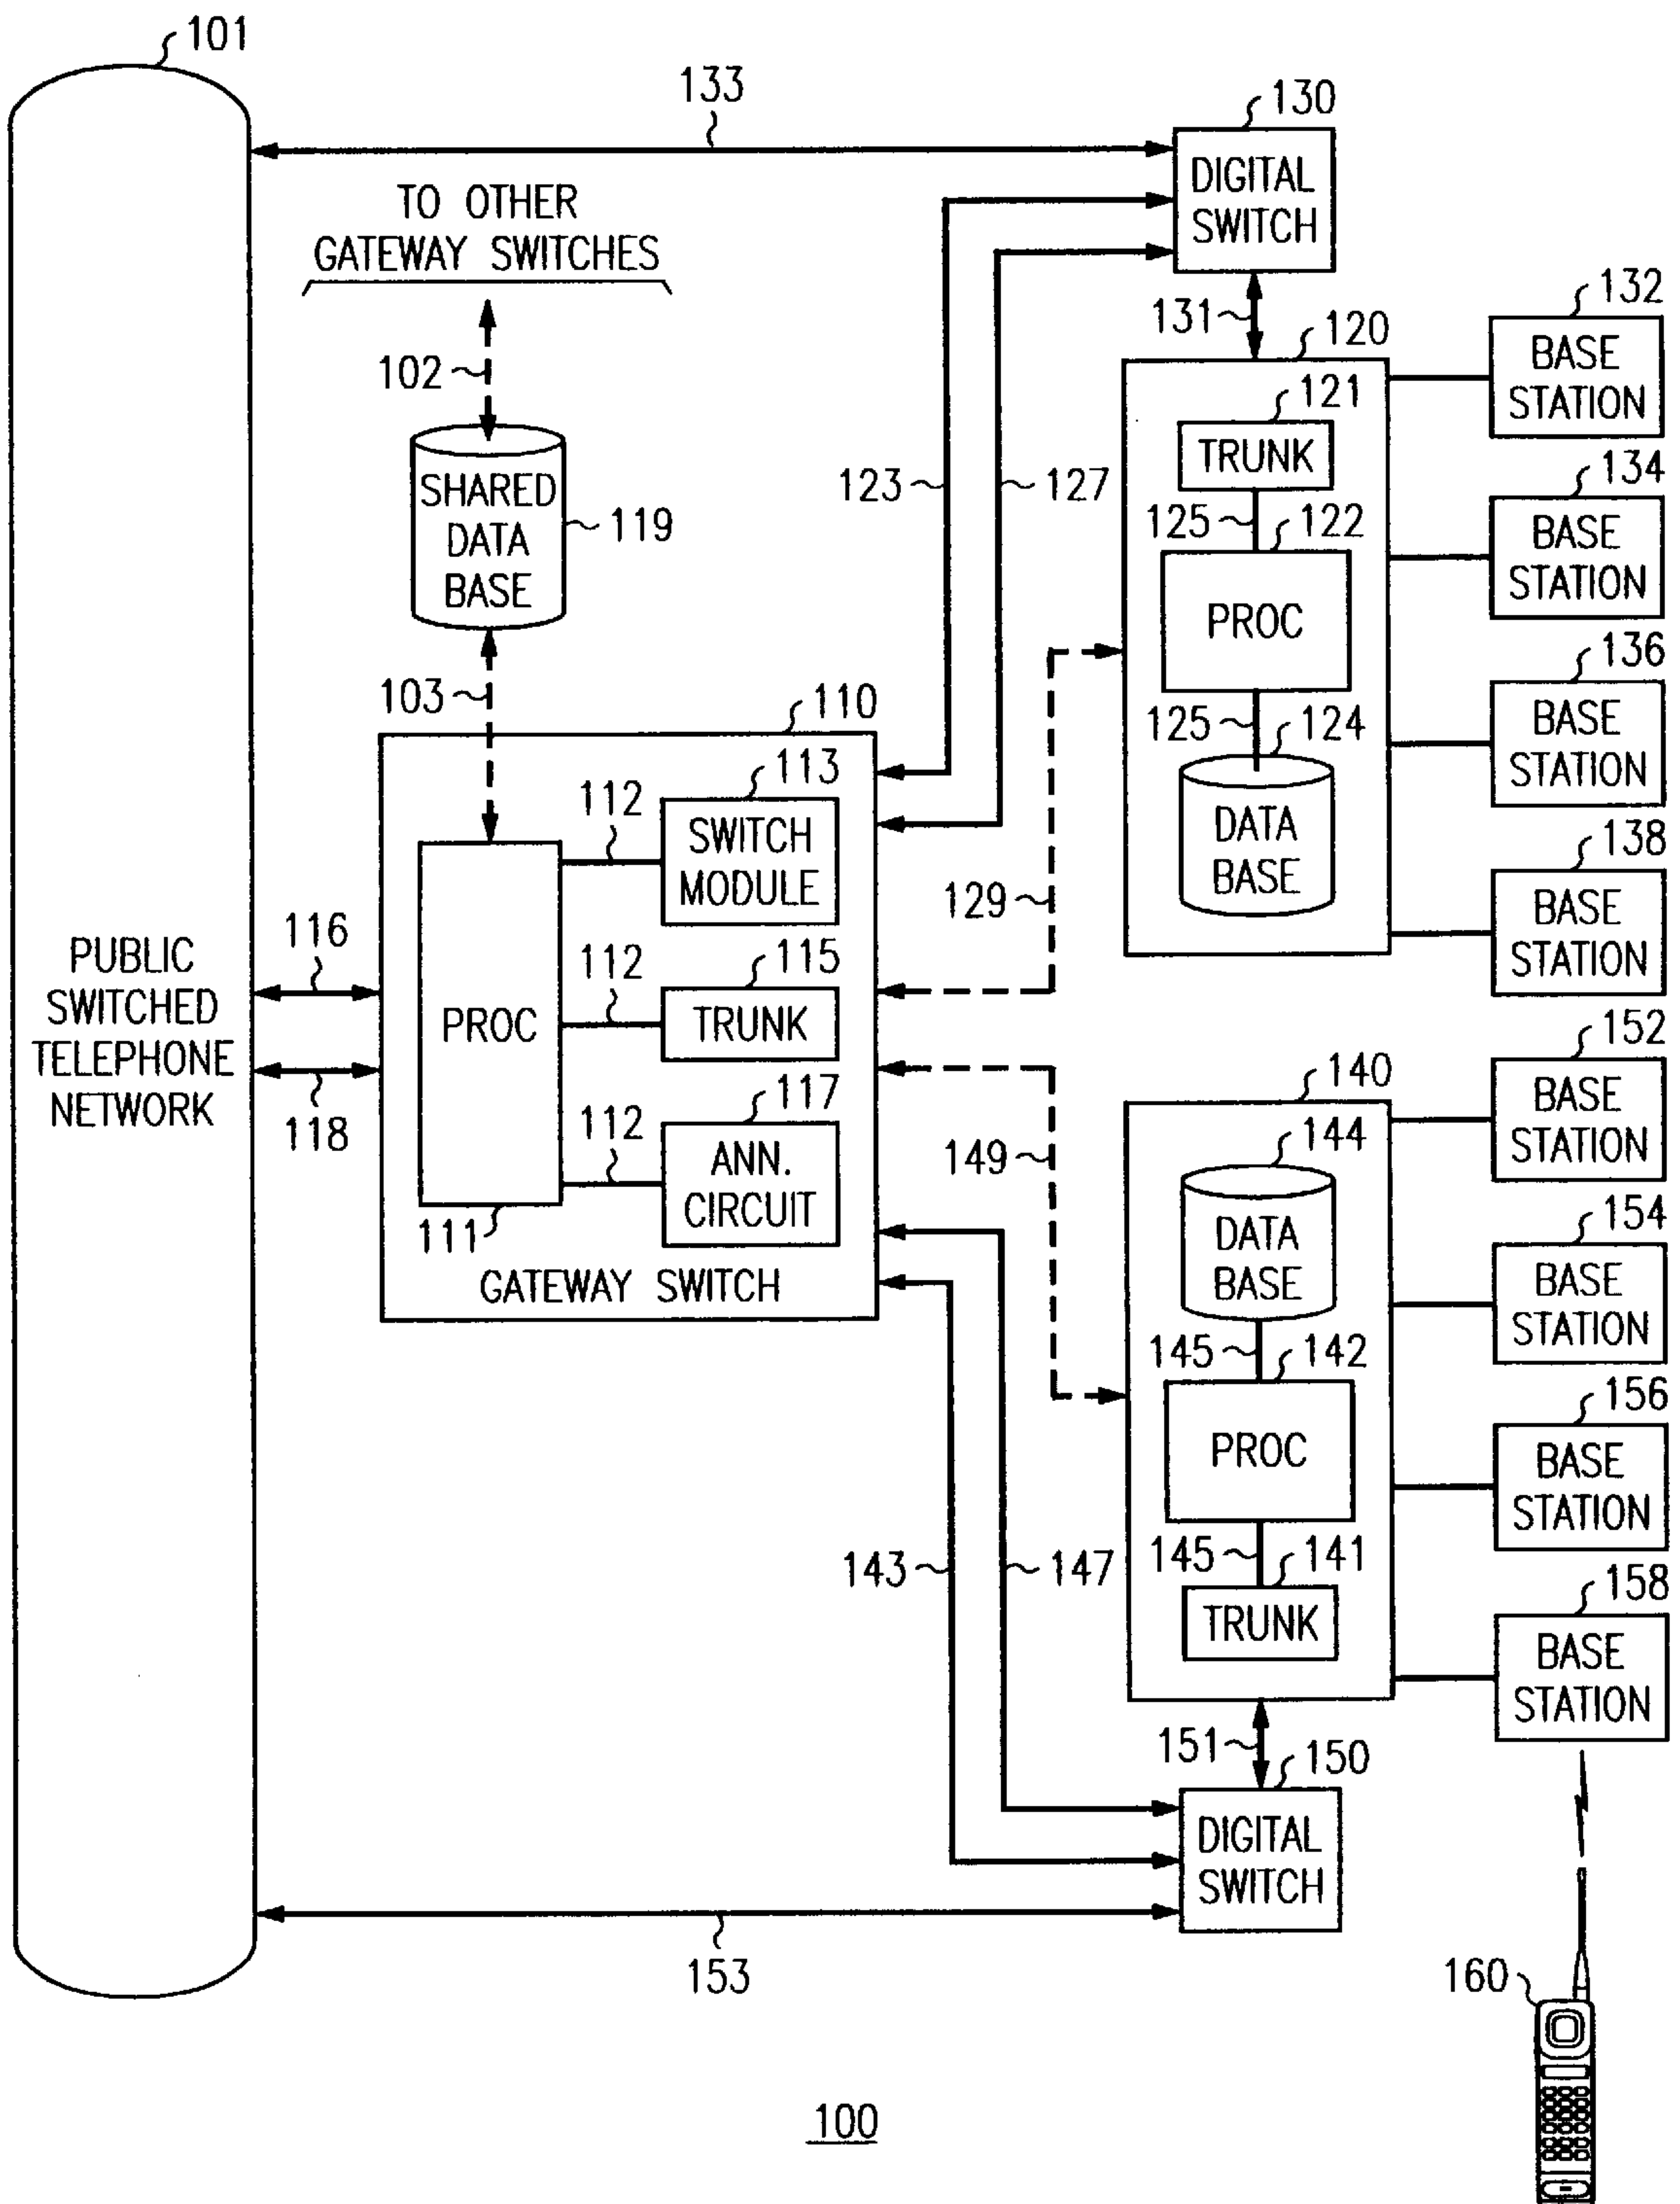 101
133
130
DIGITAL
SWITCH
TO OTHER
GATEWAY SWITCHES
131
120
132
BASE
STATION
102
121
TRUNK
SHARED
DATA
BASE
119
123
127
134
BASE
STATION
125
122
PROC
103
110
136
BASE
STATION
125
124
DATA
BASE
112
113
SWITCH
MODULE
138
BASE
STATION
129
PUBLIC
SWITCHED
TELEPHONE
NETWORK
116
118
PROC
111
112
115
TRUNK
112
117
ANN.
CIRCUIT
GATEWAY SWITCH
140
152
BASE
STATION
149
144
DATA
BASE
154
BASE
STATION
145
142
PROC
156
BASE
STATION
143
147
145
141
TRUNK
158
BASE
STATION
151
150
DIGITAL
SWITCH
153
160
100